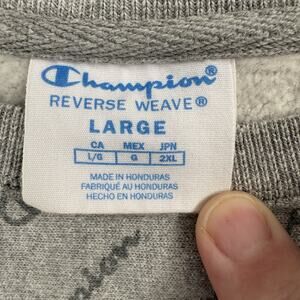 Champion
REVERSE WEAVE®
LARGE
CA MEX JPN
L/G G 2XL
MADE IN HONDURAS
FABRIQUÉ AU HONDURAS
HECHO EN HONDURAS